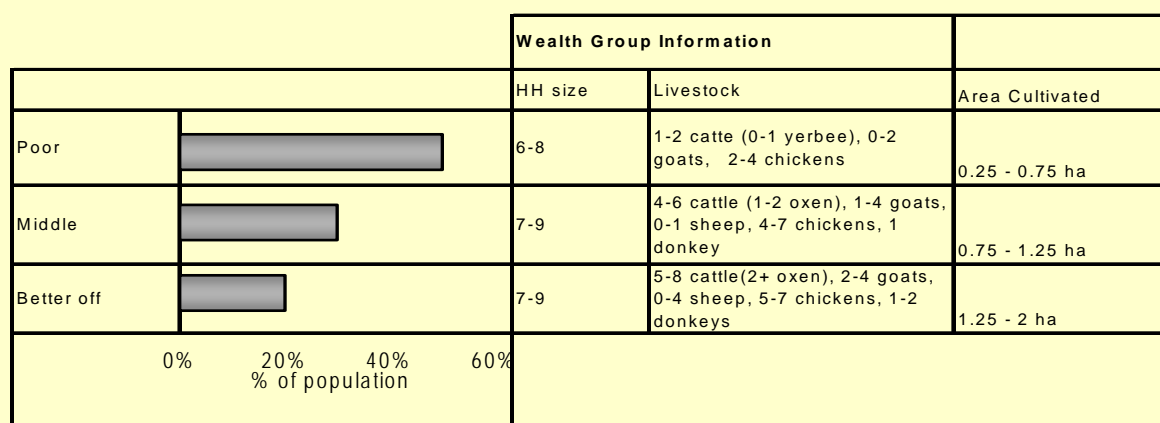 Wealth Group Information
HH size
Livestock
Area Cultivated
Poor
6-8
1-2 catte (0-1 yerbee), 0-2
goats, 2-4 chickens
0.25 - 0.75 ha
Middle
7-9
4-6 cattle (1-2 oxen), 1-4 goats,
0-1 sheep, 4-7 chickens, 1
donkey
0.75 - 1.25 ha
Better off
7-9
5-8 cattle(2+ oxen), 2-4 goats,
0-4 sheep, 5-7 chickens, 1-2
donkeys
1.25 - 2 ha
0% 20% 40% 60%
% of population